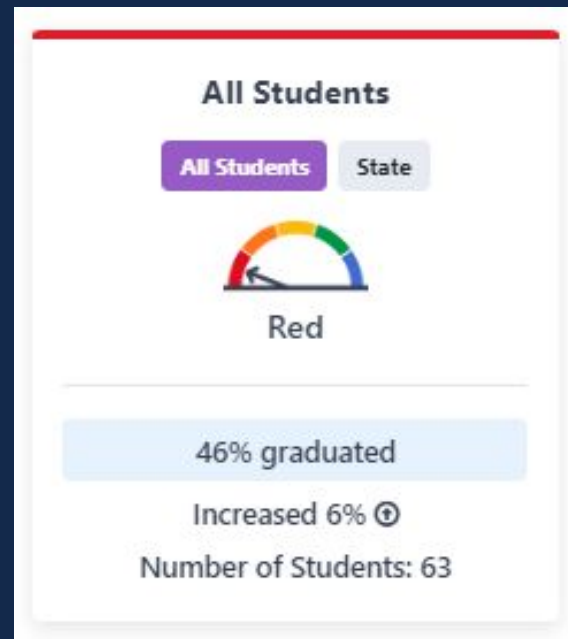 All Students
All Students State
Red
46% graduated
Increased 6%
Number of Students: 63